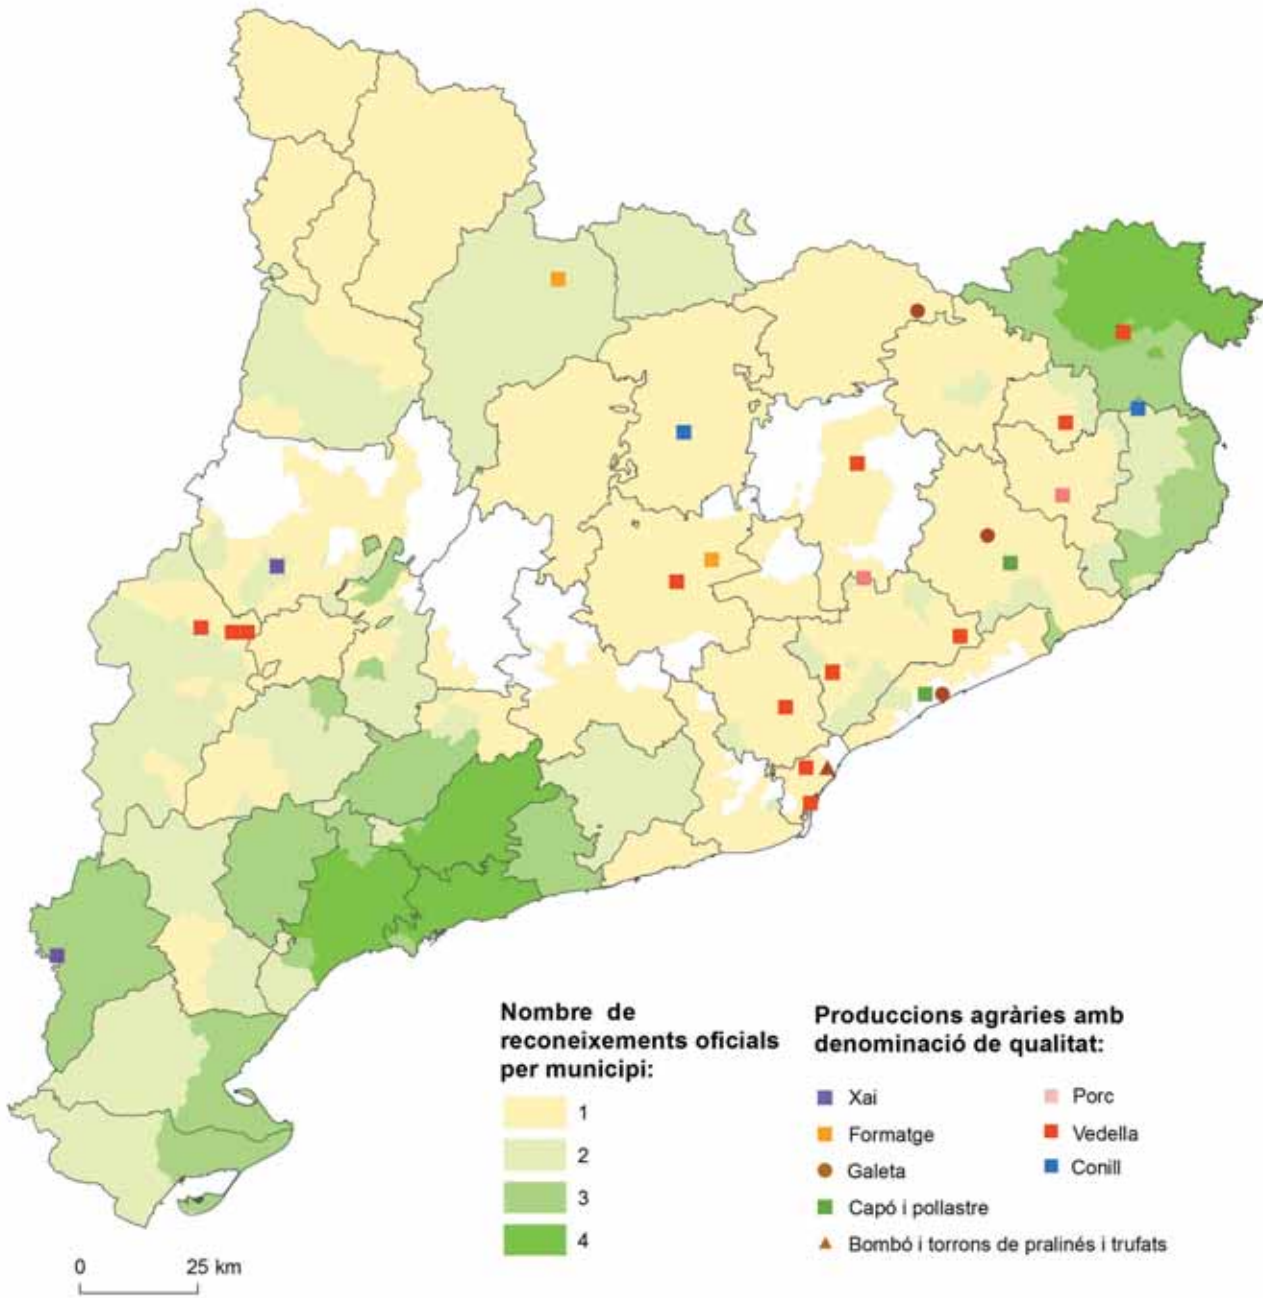 Nombre de
reconeixements oficials
per municipi:
1
2
3
4
Produccions agràries amb
denominació de qualitat:
Xai
Formatge
Galeta
Capó i pollastre
Bombó i torrons de pralinés i trufats
Porc
Vedella
Conill
0 25 km